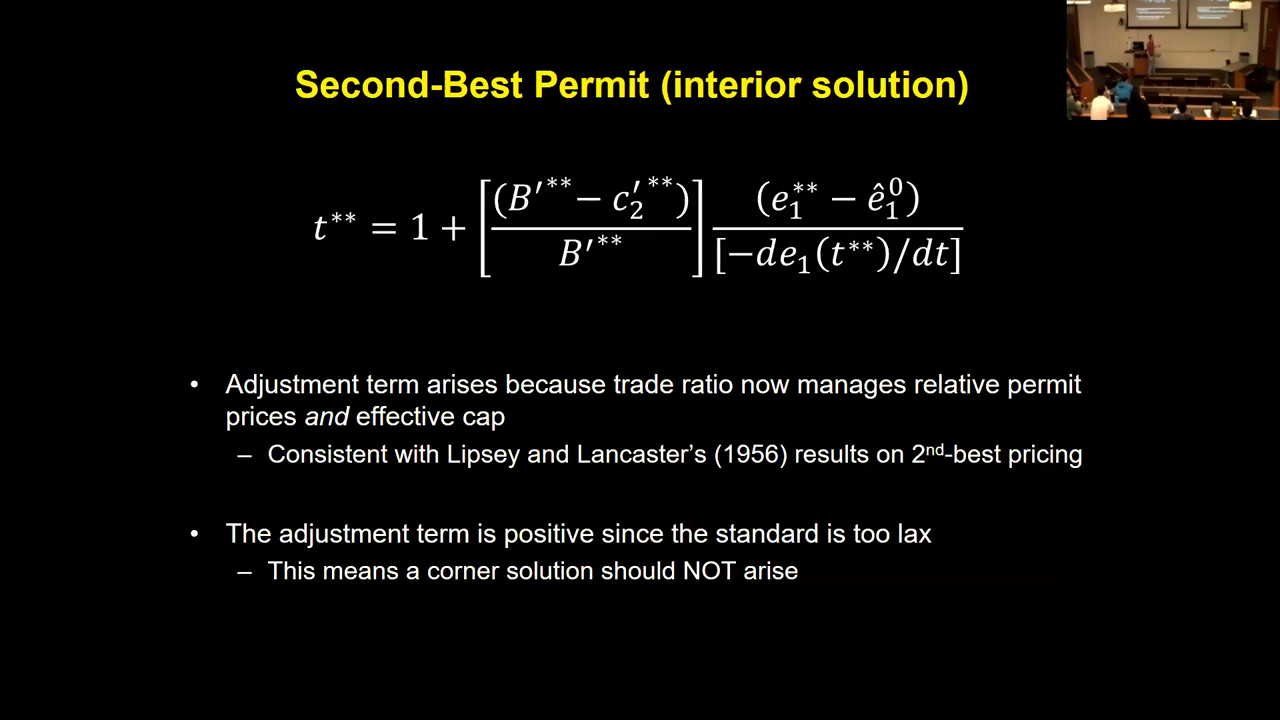 Second-Best Permit (interior solution)
t** = 1 + [(B′** − c₂′**) / B′**] (e₁** − ê₁⁰) / [−de₁(t**)/dt]
• Adjustment term arises because trade ratio now manages relative permit
prices and effective cap
– Consistent with Lipsey and Lancaster's (1956) results on 2nd-best pricing
• The adjustment term is positive since the standard is too lax
– This means a corner solution should NOT arise